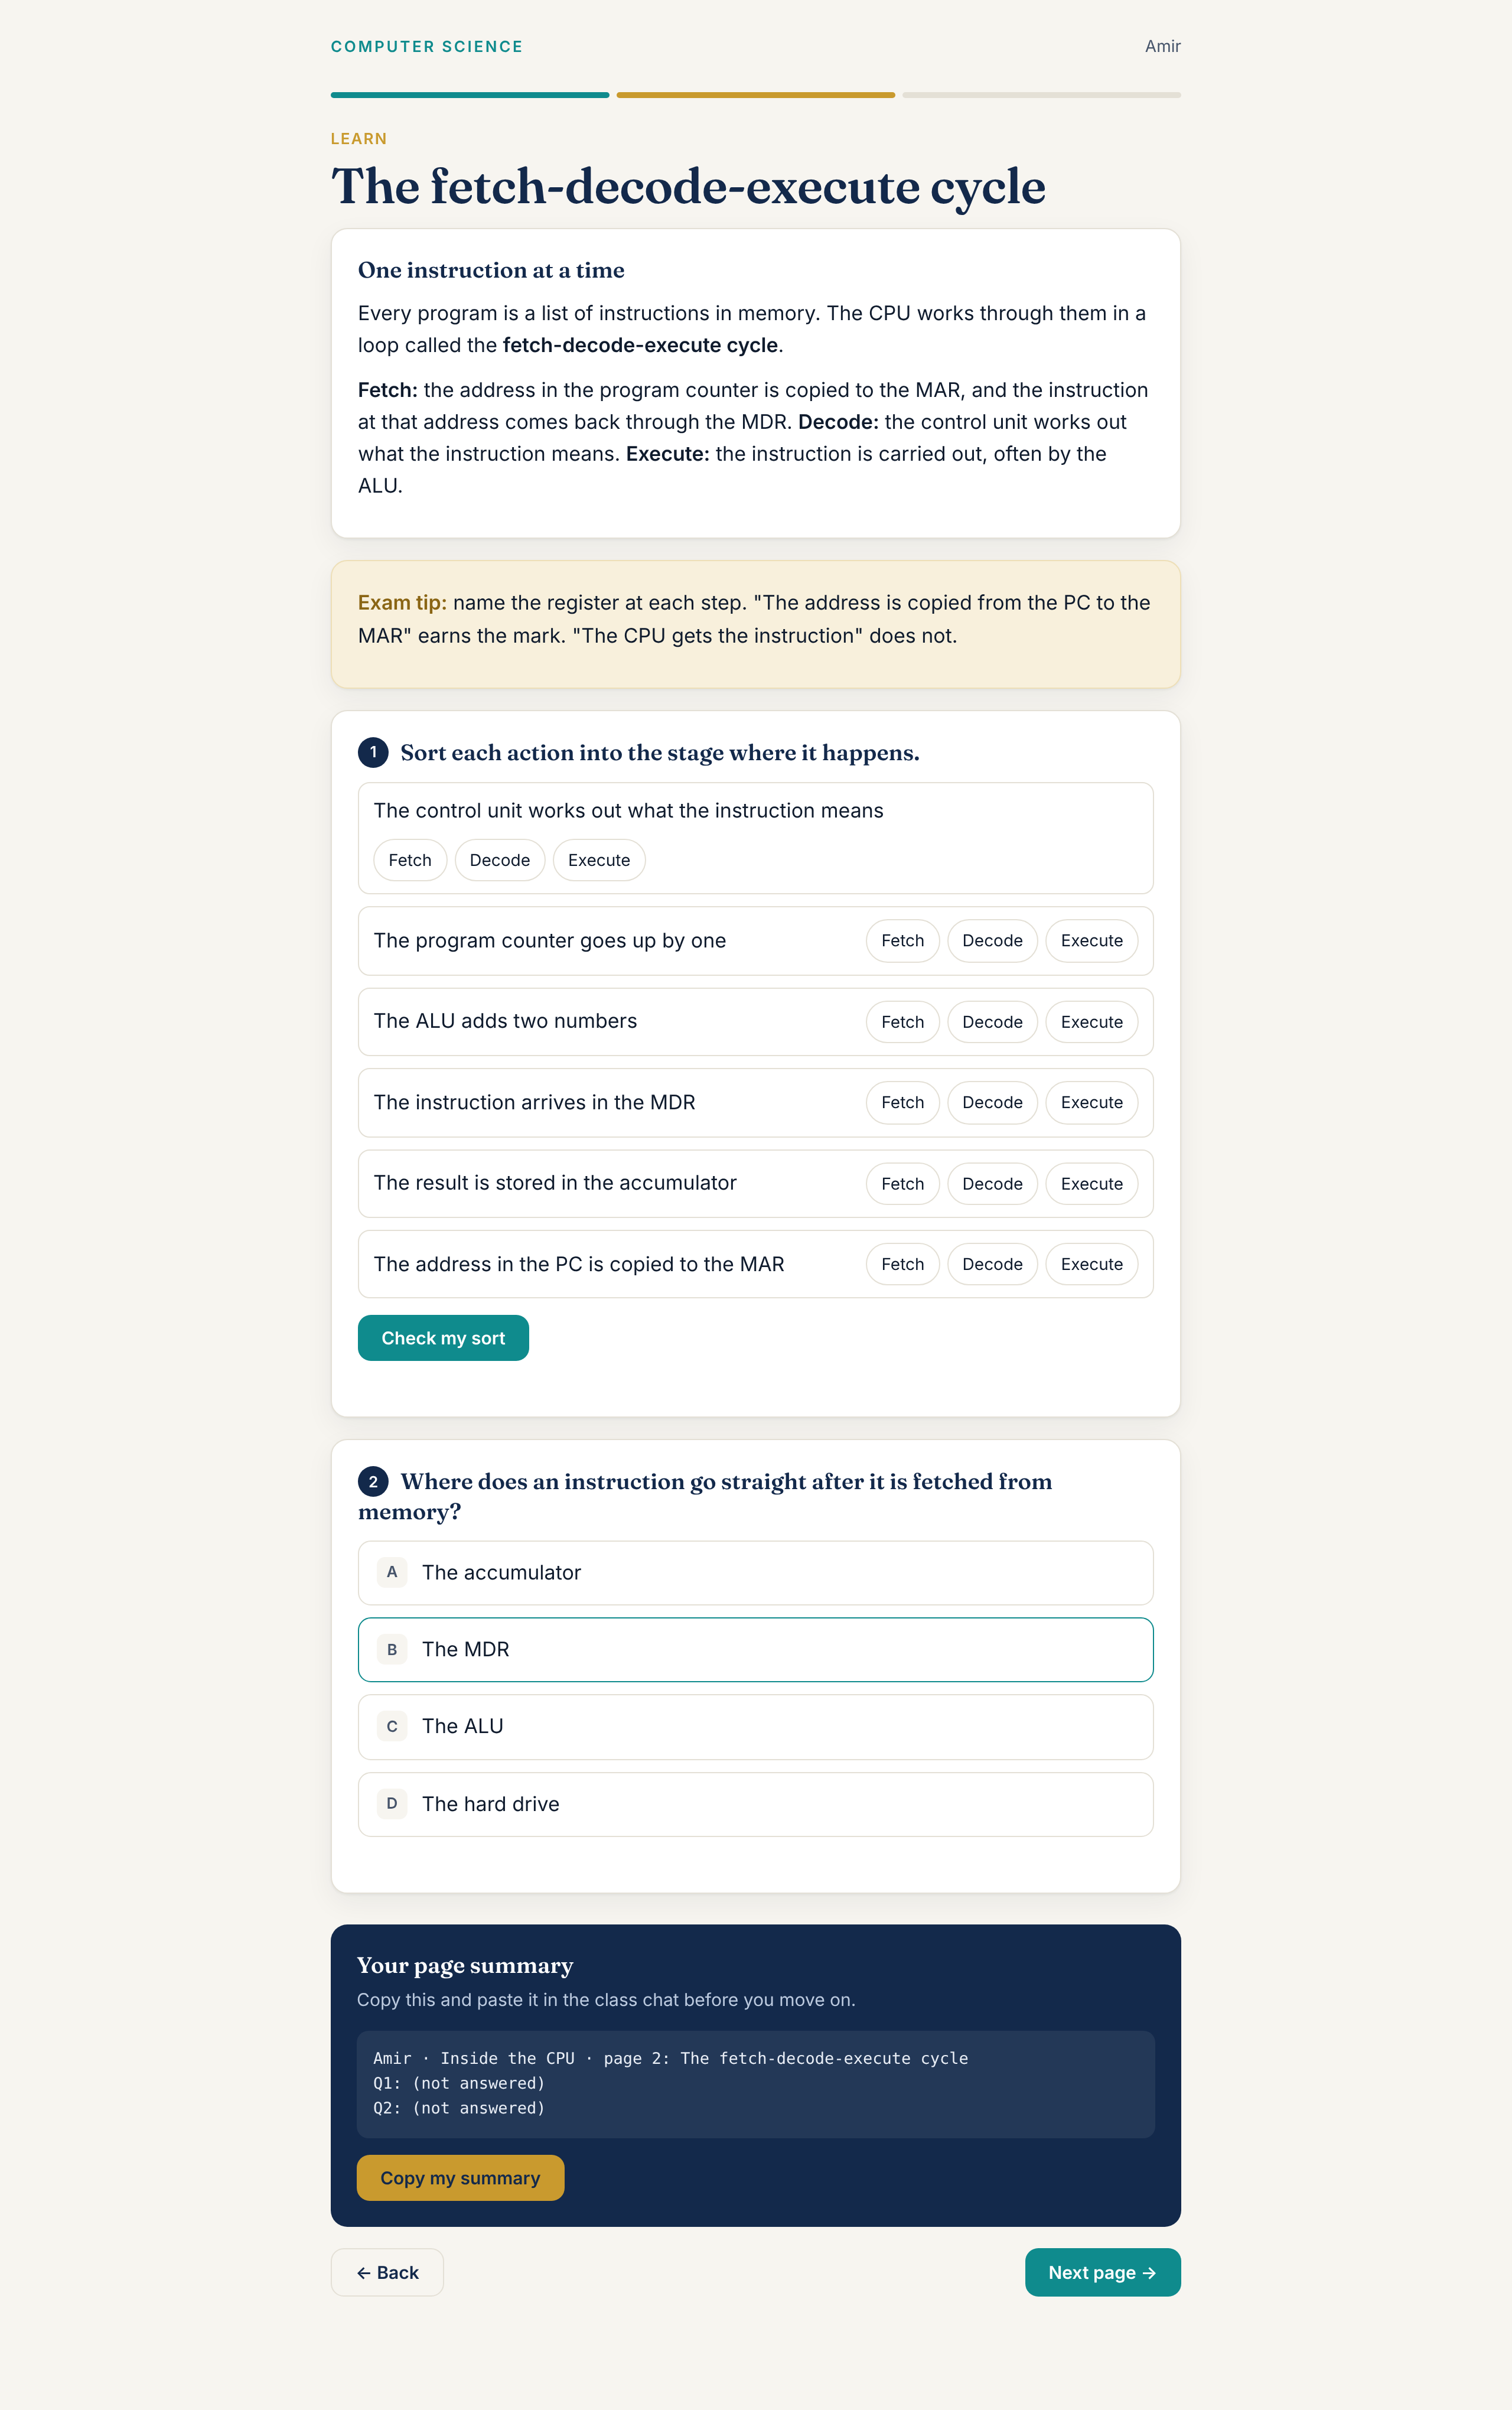 COMPUTER SCIENCE
Amir
LEARN
The fetch-decode-execute cycle
One instruction at a time
Every program is a list of instructions in memory. The CPU works through them in a
loop called the fetch-decode-execute cycle.
Fetch: the address in the program counter is copied to the MAR, and the instruction
at that address comes back through the MDR. Decode: the control unit works out
what the instruction means. Execute: the instruction is carried out, often by the
ALU.
Exam tip: name the register at each step. "The address is copied from the PC to the
MAR" earns the mark. "The CPU gets the instruction" does not.
1 Sort each action into the stage where it happens.
The control unit works out what the instruction means
Fetch Decode Execute
The program counter goes up by one Fetch Decode Execute
The ALU adds two numbers Fetch Decode Execute
The instruction arrives in the MDR Fetch Decode Execute
The result is stored in the accumulator Fetch Decode Execute
The address in the PC is copied to the MAR Fetch Decode Execute
Check my sort
2 Where does an instruction go straight after it is fetched from
memory?
A The accumulator
B The MDR
C The ALU
D The hard drive
Your page summary
Copy this and paste it in the class chat before you move on.
Amir · Inside the CPU · page 2: The fetch-decode-execute cycle
Q1: (not answered)
Q2: (not answered)
Copy my summary
← Back
Next page →